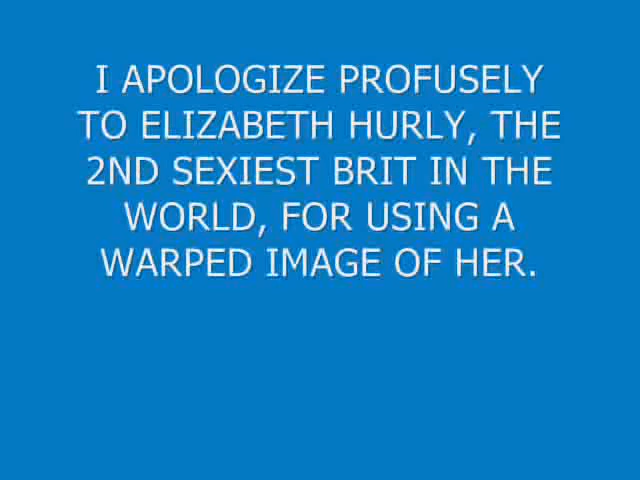 I APOLOGIZE PROFUSELY
TO ELIZABETH HURLY, THE
2ND SEXIEST BRIT IN THE
WORLD, FOR USING A
WARPED IMAGE OF HER.